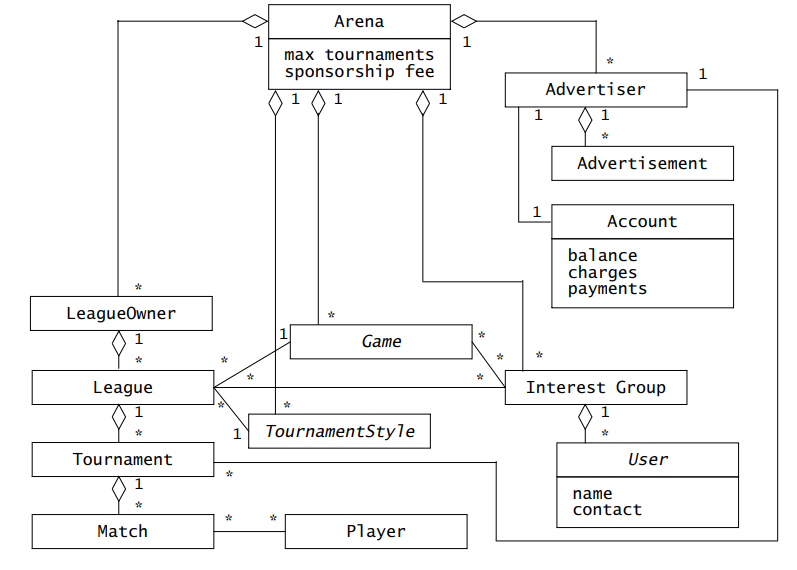 Arena
1
1
max tournaments
sponsorship fee
*
1
Advertiser
1
1
1
1
1
*
Advertisement
1
Account
balance
charges
payments
*
LeagueOwner
1
*
*
1
Game
*
*
*
*
League
*
*
Interest Group
1
*
*
1
*
1
TournamentStyle
*
Tournament
*
User
name
contact
1
*
Match
*
*
Player